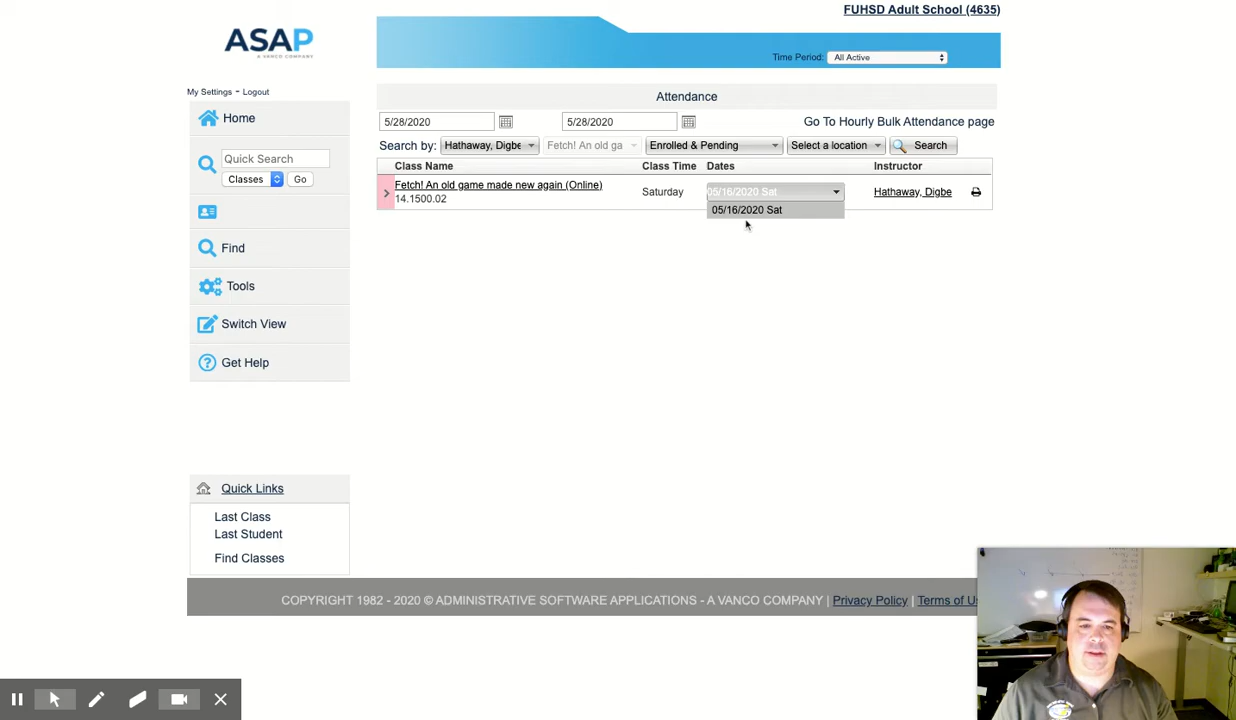 FUHSD Adult School (4635)
ASAP
A VANCO COMPANY
Time Period: All Active
My Settings - Logout
Home
Quick Search
Classes Go
Find
Tools
Switch View
Get Help
Quick Links
Last Class
Last Student
Find Classes
Attendance
5/28/2020 5/28/2020 Go To Hourly Bulk Attendance page
Search by: Hathaway, Digbe Fetch! An old ga Enrolled & Pending Select a location Search
Class Name Class Time Dates Instructor
Fetch! An old game made new again (Online) Saturday 05/16/2020 Sat Hathaway, Digbe
14.1500.02
05/16/2020 Sat
COPYRIGHT 1982 - 2020 © ADMINISTRATIVE SOFTWARE APPLICATIONS - A VANCO COMPANY | Privacy Policy | Terms of Us